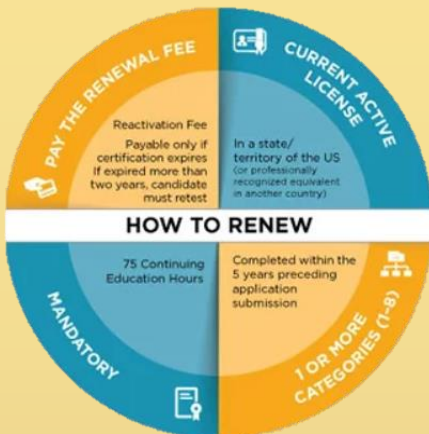 PAY THE RENEWAL FEE
Reactivation Fee
Payable only if
certification expires
If expired more than
two years, candidate
must retest
CURRENT ACTIVE
LICENSE
In a state/
territory of the US
(or professionally
recognized equivalent
in another country)
HOW TO RENEW
75 Continuing
Education Hours
MANDATORY
Completed within the
5 years preceding
application
submission
1 OR MORE
CATEGORIES (1-8)